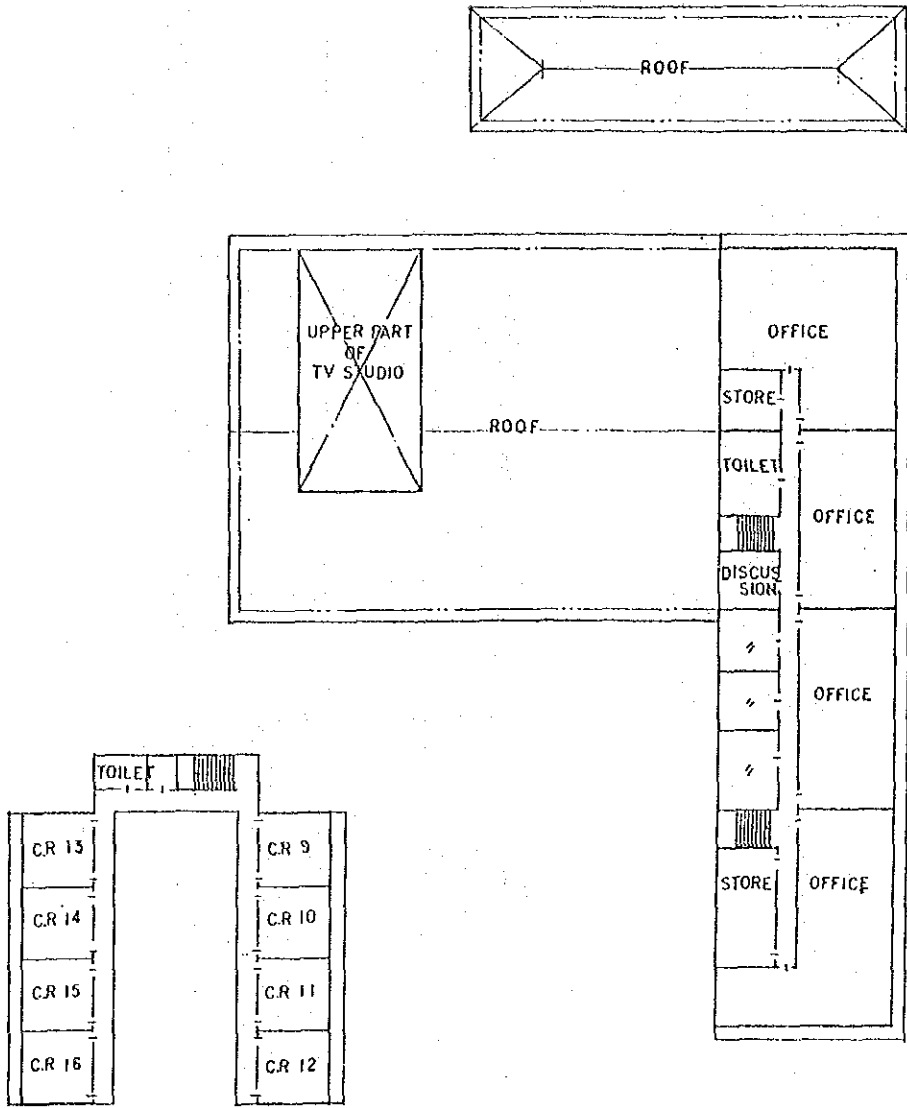 ROOF
UPPER PART
OF
TV STUDIO
ROOF
OFFICE
STORE
TOILET
OFFICE
DISCUS
SION
〃
OFFICE
〃
〃
STORE
OFFICE
TOILET
C.R 13
C.R 9
C.R 14
C.R 10
C.R 15
C.R 11
C.R 16
C.R 12